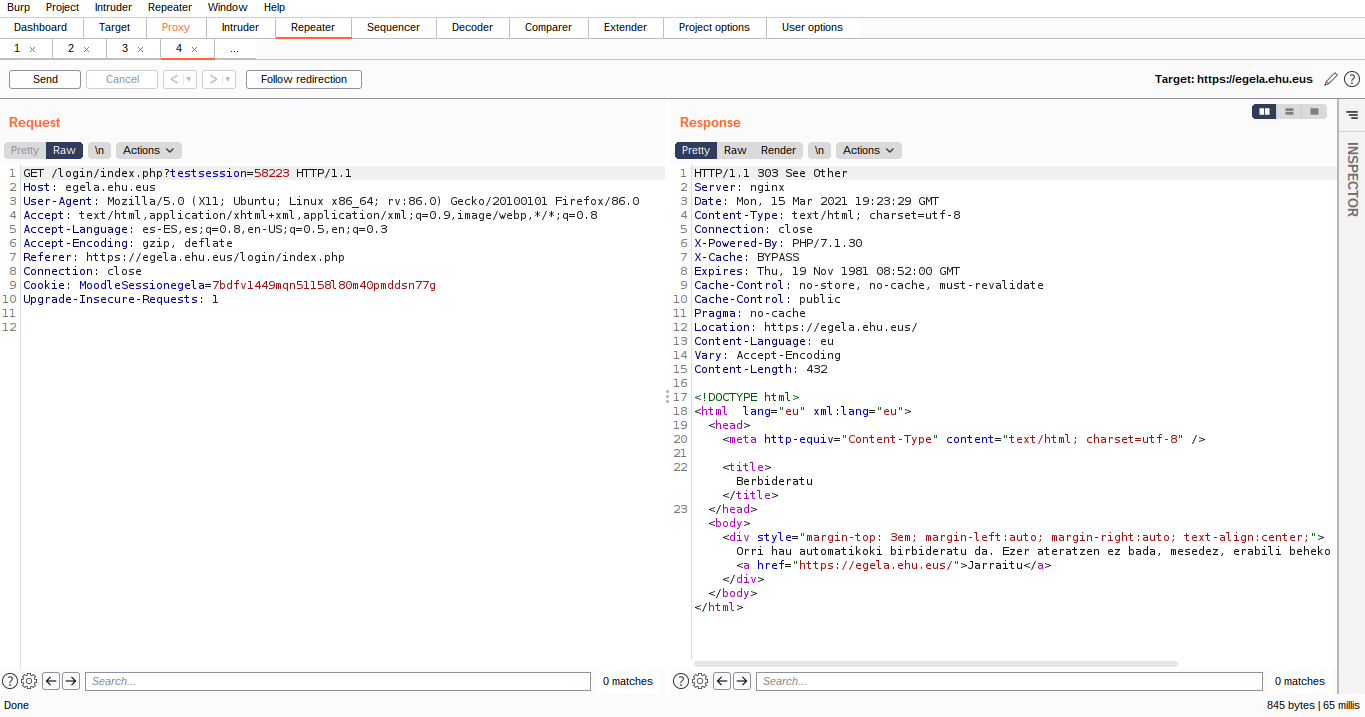 Burp Project Intruder Repeater Window Help
Dashboard Target Proxy Intruder Repeater Sequencer Decoder Comparer Extender Project options User options
1 × 2 × 3 × 4 × ...
Send Cancel < > Follow redirection Target: https://egela.ehu.eus ?
Request
Pretty Raw \n Actions
1 GET /login/index.php?testsession=58223 HTTP/1.1
2 Host: egela.ehu.eus
3 User-Agent: Mozilla/5.0 (X11; Ubuntu; Linux x86_64; rv:86.0) Gecko/20100101 Firefox/86.0
4 Accept: text/html,application/xhtml+xml,application/xml;q=0.9,image/webp,*/*;q=0.8
5 Accept-Language: es-ES,es;q=0.8,en-US;q=0.5,en;q=0.3
6 Accept-Encoding: gzip, deflate
7 Referer: https://egela.ehu.eus/login/index.php
8 Connection: close
9 Cookie: MoodleSessionegela=7bdfv1449mqn51158l80m40pmddsn77g
10 Upgrade-Insecure-Requests: 1
11
12
? Search... 0 matches
Response
Pretty Raw Render \n Actions
1 HTTP/1.1 303 See Other
2 Server: nginx
3 Date: Mon, 15 Mar 2021 19:23:29 GMT
4 Content-Type: text/html; charset=utf-8
5 Connection: close
6 X-Powered-By: PHP/7.1.30
7 X-Cache: BYPASS
8 Expires: Thu, 19 Nov 1981 08:52:00 GMT
9 Cache-Control: no-store, no-cache, must-revalidate
10 Cache-Control: public
11 Pragma: no-cache
12 Location: https://egela.ehu.eus/
13 Content-Language: eu
14 Vary: Accept-Encoding
15 Content-Length: 432
16
17 <!DOCTYPE html>
18 <html  lang="eu" xml:lang="eu">
19 <head>
20 <meta http-equiv="Content-Type" content="text/html; charset=utf-8" />
21
22 <title>
Berbideratu
</title>
23 </head>
<body>
<div style="margin-top: 3em; margin-left:auto; margin-right:auto; text-align:center;">
Orri hau automatikoki birbideratu da. Ezer ateratzen ez bada, mesedez, erabili beheko
<a href="https://egela.ehu.eus/">Jarraitu</a>
</div>
</body>
</html>
? Search... 0 matches
INSPECTOR
Done 845 bytes | 65 millis